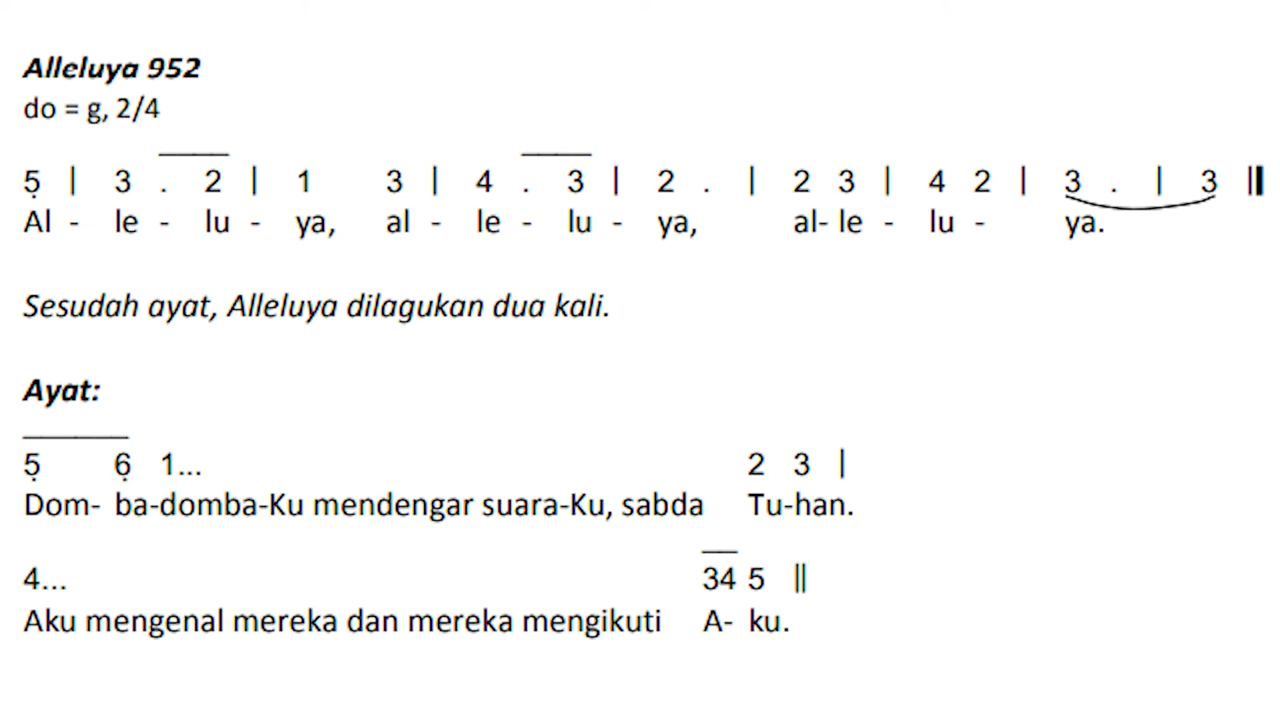 Alleluya 952
do = g, 2/4
5̣ | 3 . 2 | 1 3 | 4 . 3 | 2 . | 2 3 | 4 2 | 3 . | 3 ||
Al - le - lu - ya, al - le - lu - ya, al- le - lu - ya.
Sesudah ayat, Alleluya dilagukan dua kali.
Ayat:
5̣ 6̣ 1... 2 3 |
Dom- ba-domba-Ku mendengar suara-Ku, sabda Tu-han.
4... 34 5 ||
Aku mengenal mereka dan mereka mengikuti A- ku.